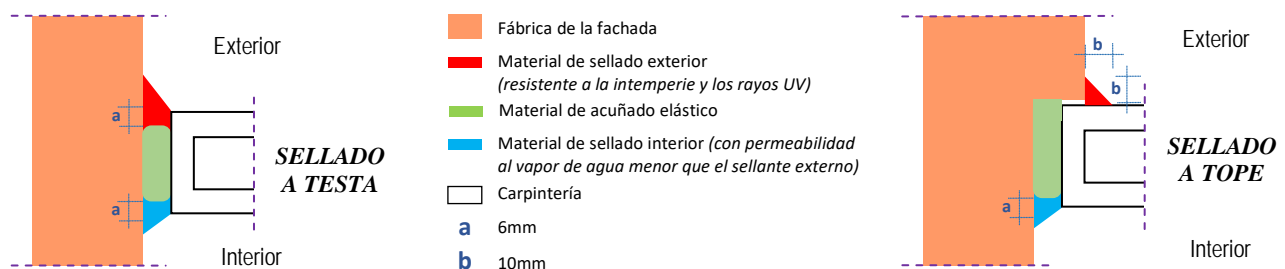 Exterior
a
SELLADO
A TESTA
a
Interior
Fábrica de la fachada
Material de sellado exterior
(resistente a la intemperie y los rayos UV)
Material de acuñado elástico
Material de sellado interior (con permeabilidad
al vapor de agua menor que el sellante externo)
Carpintería
a 6mm
b 10mm
b
Exterior
b
SELLADO
A TOPE
a
Interior